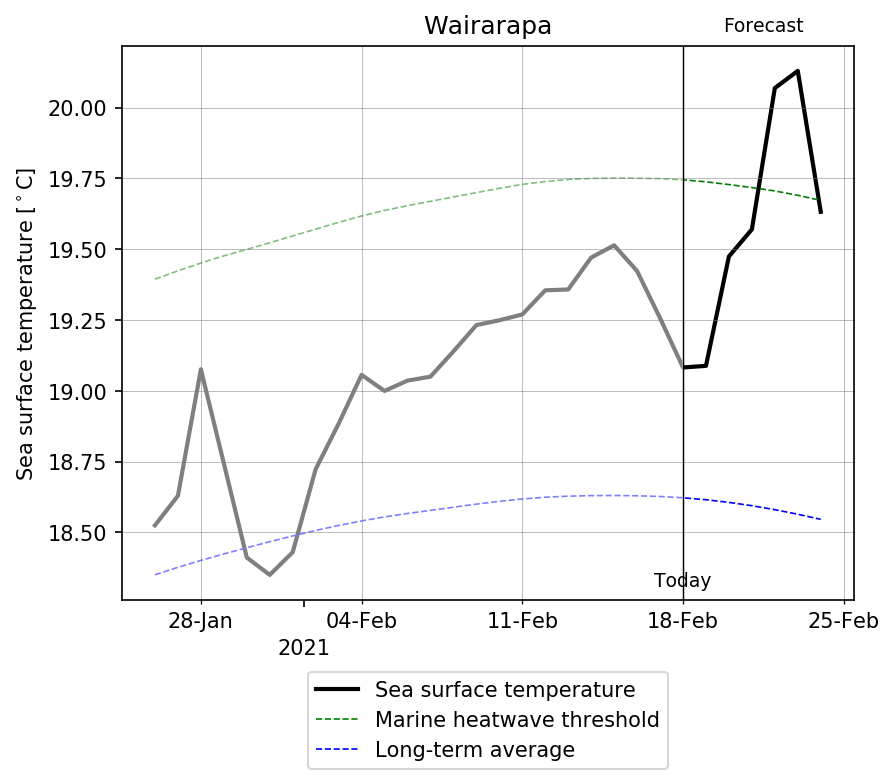 Wairarapa
Forecast
Sea surface temperature [°C]
20.00
19.75
19.50
19.25
19.00
18.75
18.50
Today
28-Jan
04-Feb
11-Feb
18-Feb
25-Feb
2021
Sea surface temperature
Marine heatwave threshold
Long-term average